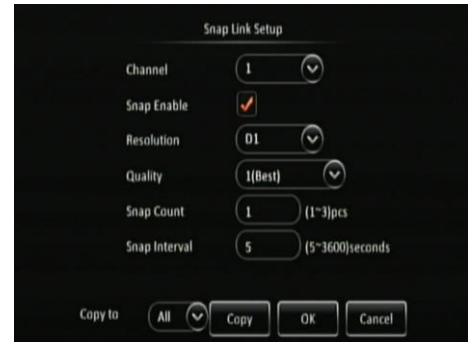 Snap Link Setup
Channel 1
Snap Enable
Resolution D1
Quality 1(Best)
Snap Count 1 (1~3)pcs
Snap Interval 5 (5~3600)seconds
Copy to All Copy OK Cancel